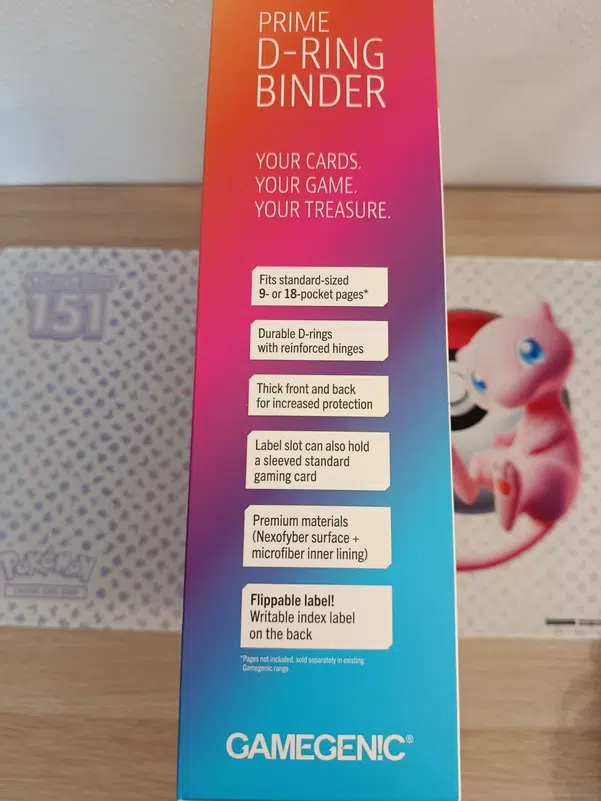 PRIME
D-RING
BINDER
YOUR CARDS.
YOUR GAME.
YOUR TREASURE.
Fits standard-sized
9- or 18-pocket pages*
Durable D-rings
with reinforced hinges
Thick front and back
for increased protection
Label slot can also hold
a sleeved standard
gaming card
Premium materials
(Nexofyber surface +
microfiber inner lining)
Flippable label!
Writable index label
on the back
*Pages not included, sold separately in existing
Gamegenic range
GAMEGEN!C®
151
POKÉMON